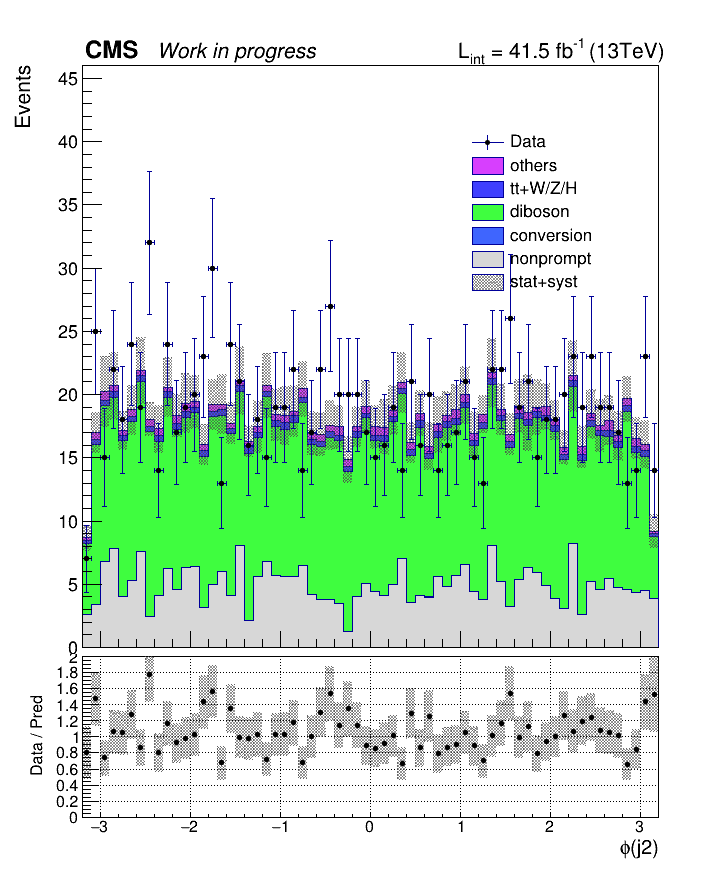 CMS Work in progress L_int = 41.5 fb^-1 (13TeV)
Events
45
40
35
30
25
20
15
10
5
0
Data
others
tt+W/Z/H
diboson
conversion
nonprompt
stat+syst
Data / Pred
2
1.8
1.6
1.4
1.2
1
0.8
0.6
0.4
0.2
0
−3 −2 −1 0 1 2 3
ϕ(j2)